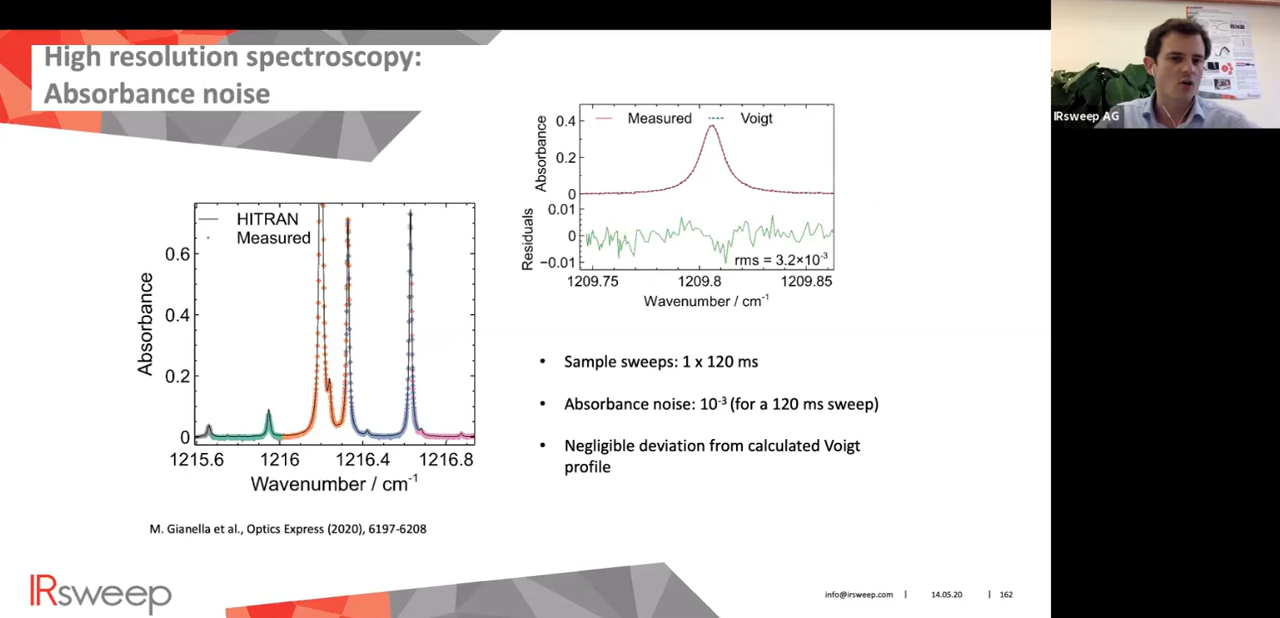 High resolution spectroscopy:
Absorbance noise
IRsweep AG
0.4
0.2
0
Absorbance
Measured
Voigt
0.01
0
−0.01
Residuals
rms = 3.2×10⁻³
1209.75 1209.8 1209.85
Wavenumber / cm⁻¹
HITRAN
Measured
0.6
0.4
0.2
0
Absorbance
1215.6 1216 1216.4 1216.8
Wavenumber / cm⁻¹
• Sample sweeps: 1 x 120 ms
• Absorbance noise: 10⁻³ (for a 120 ms sweep)
• Negligible deviation from calculated Voigt
profile
M. Gianella et al., Optics Express (2020), 6197-6208
IRsweep
info@irsweep.com | 14.05.20 | 162